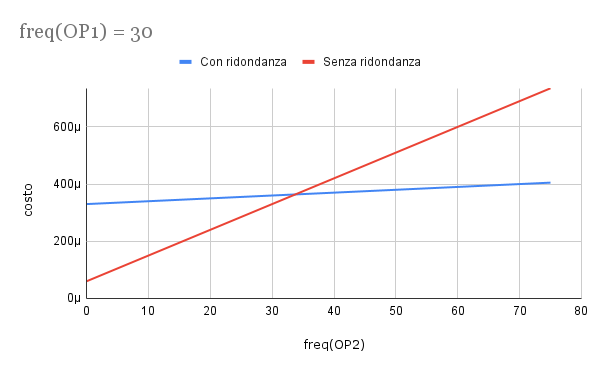 freq(OP1) = 30
Con ridondanza
Senza ridondanza
600µ
400µ
200µ
0µ
costo
0
10
20
30
40
50
60
70
80
freq(OP2)